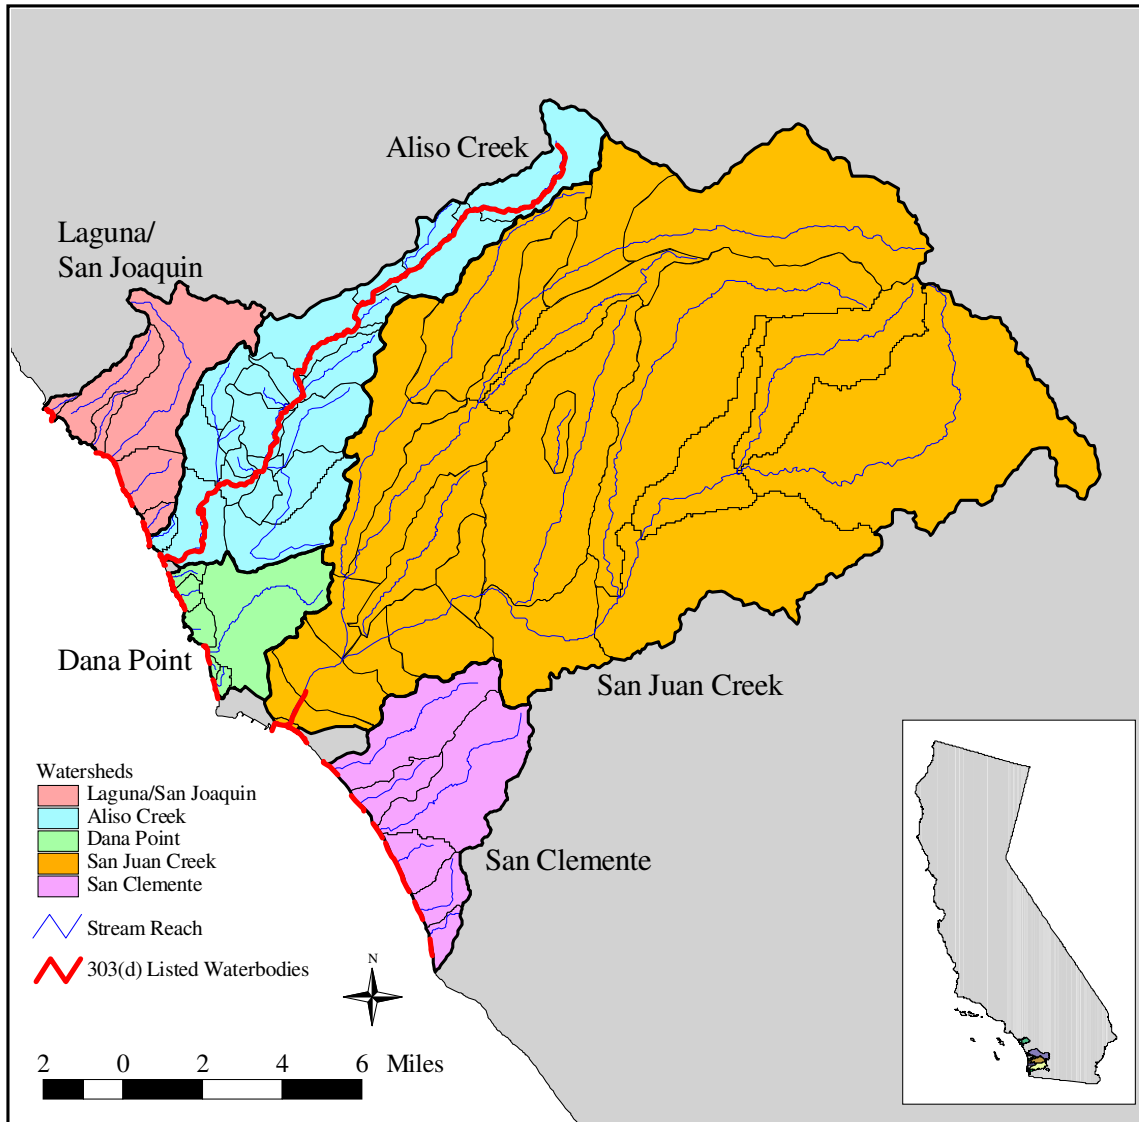 Aliso Creek
Laguna/
San Joaquin
Dana Point
San Juan Creek
San Clemente
Watersheds
Laguna/San Joaquin
Aliso Creek
Dana Point
San Juan Creek
San Clemente
Stream Reach
303(d) Listed Waterbodies
N
2 0 2 4 6 Miles